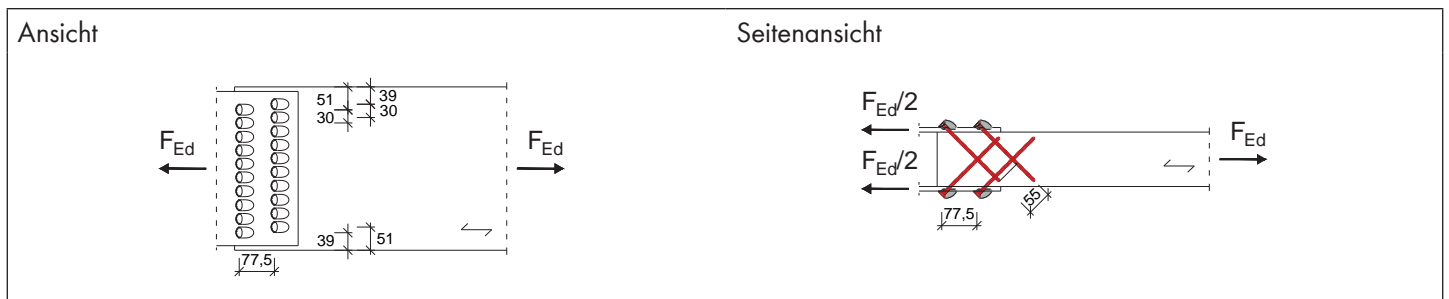 Ansicht
Seitenansicht
51
39
30
30
F_Ed
F_Ed
39
51
77,5
F_Ed/2
F_Ed/2
F_Ed
55
77,5